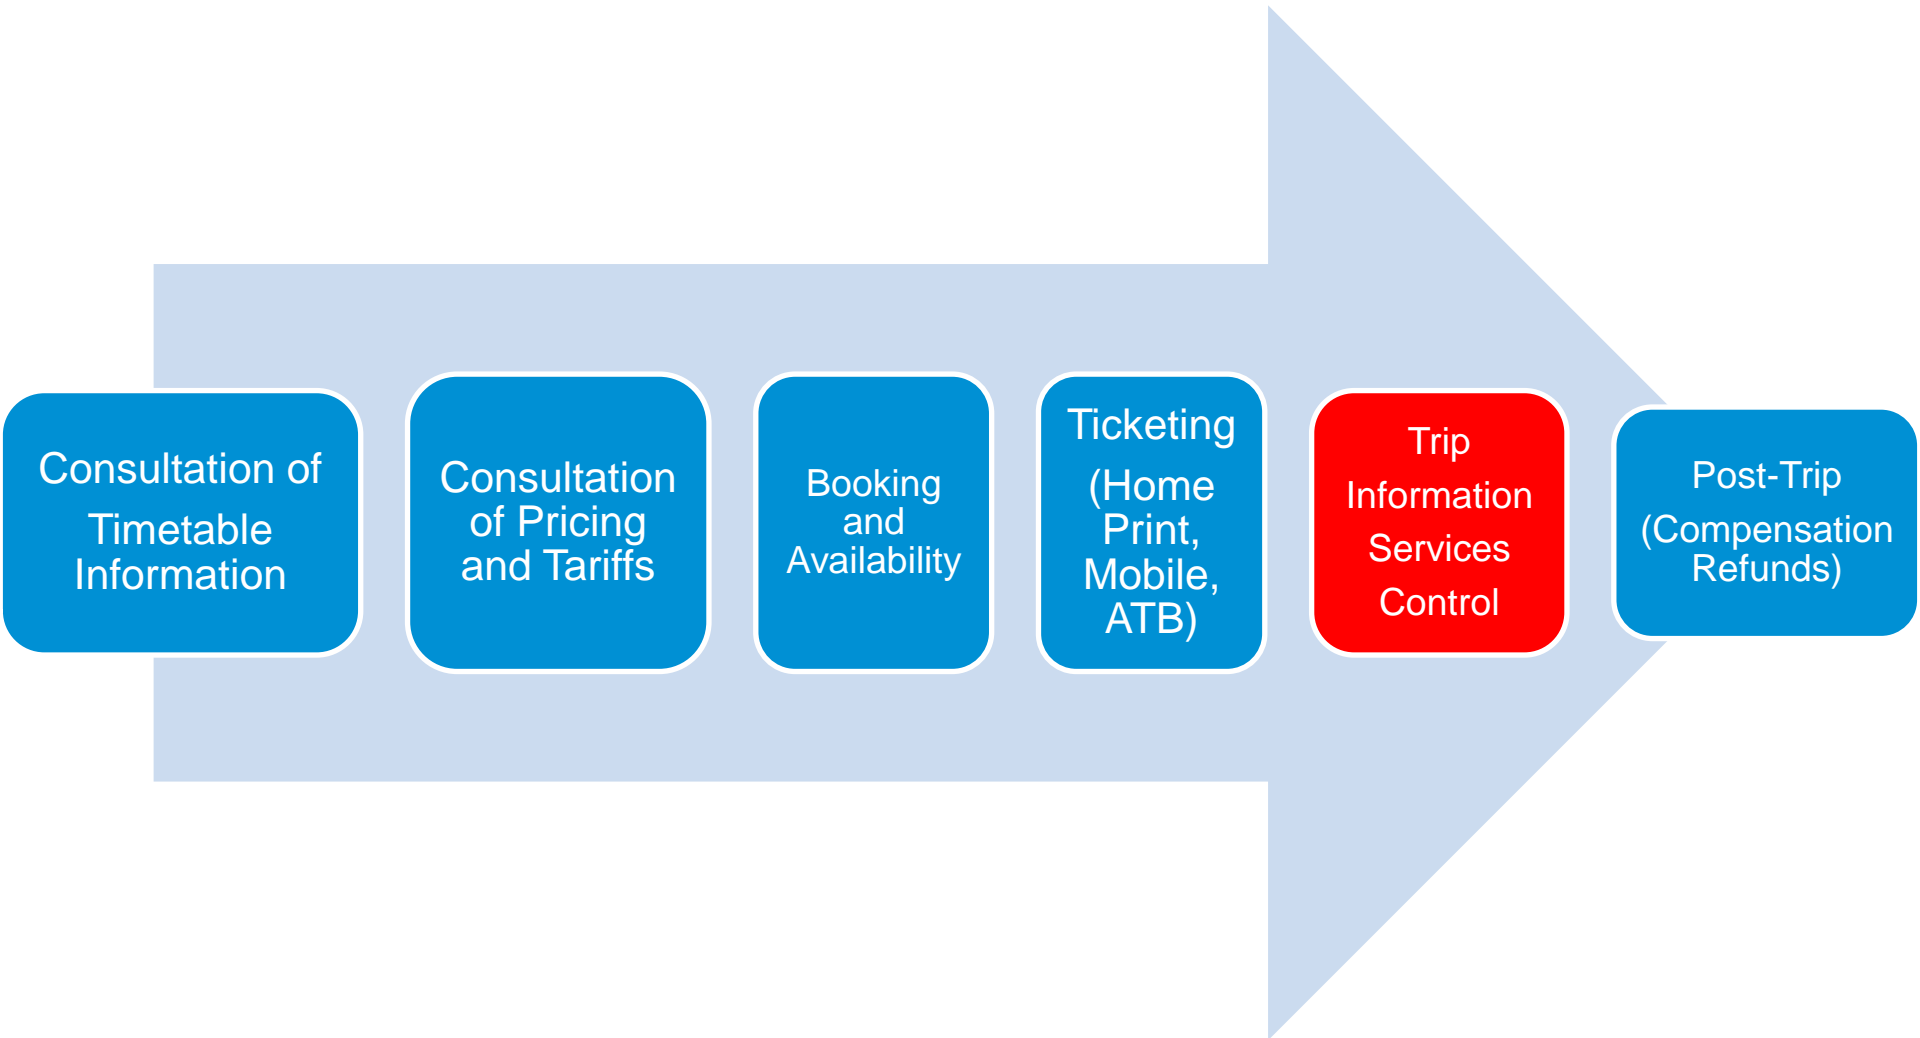 Consultation of
Timetable
Information
Consultation
of Pricing
and Tariffs
Booking
and
Availability
Ticketing
(Home
Print,
Mobile,
ATB)
Trip
Information
Services
Control
Post-Trip
(Compensation
Refunds)